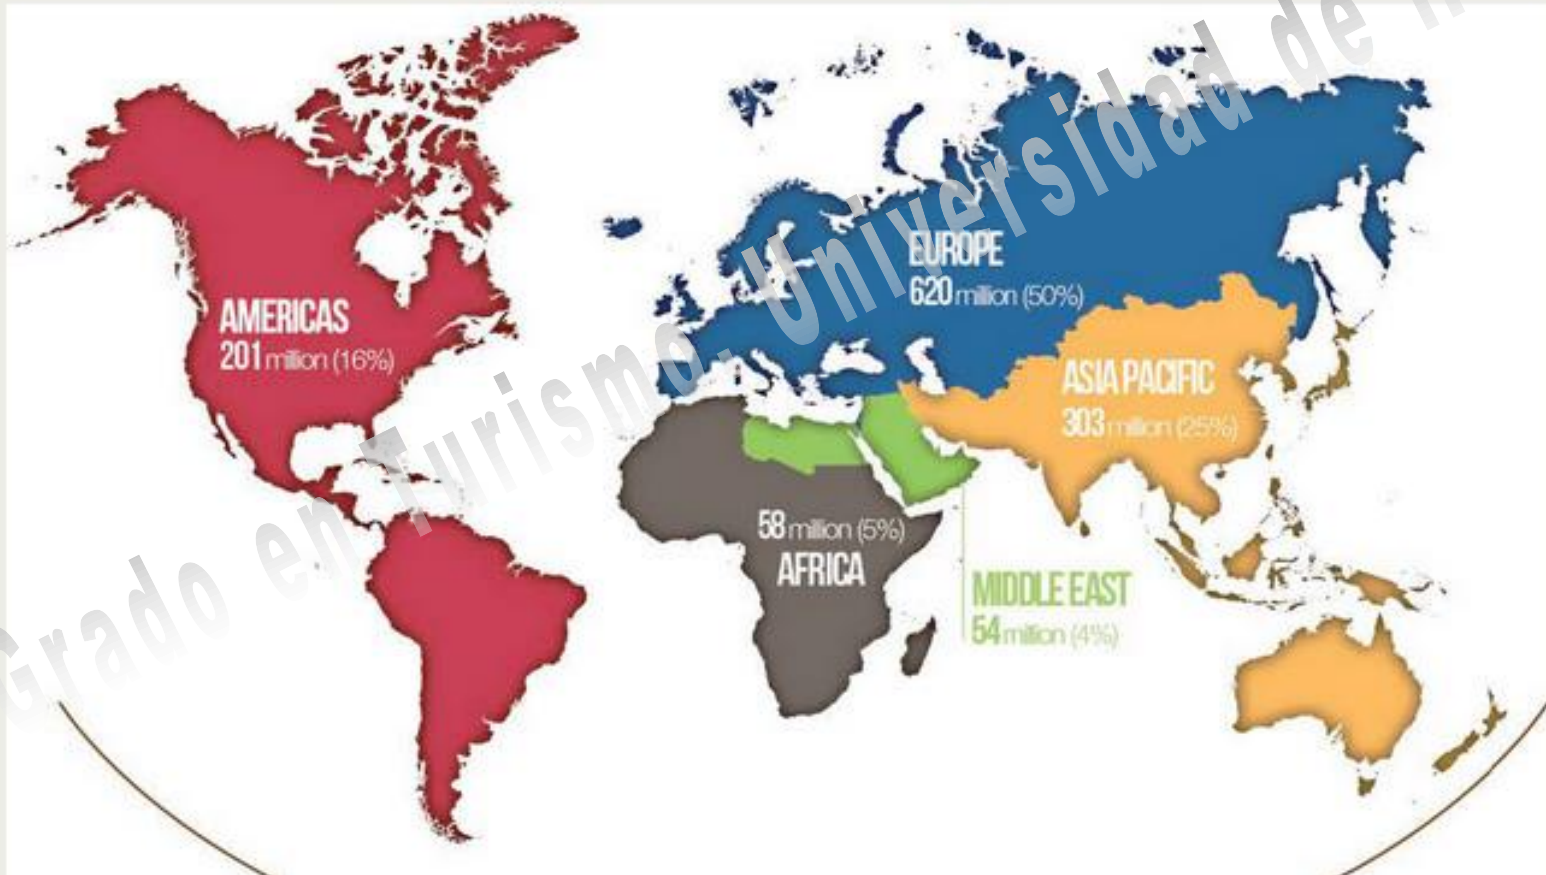 Grado en Turismo. Universidad de
AMERICAS
201 million (16%)
EUROPE
620 million (50%)
ASIA PACIFIC
303 million (25%)
58 million (5%)
AFRICA
MIDDLE EAST
54 million (4%)